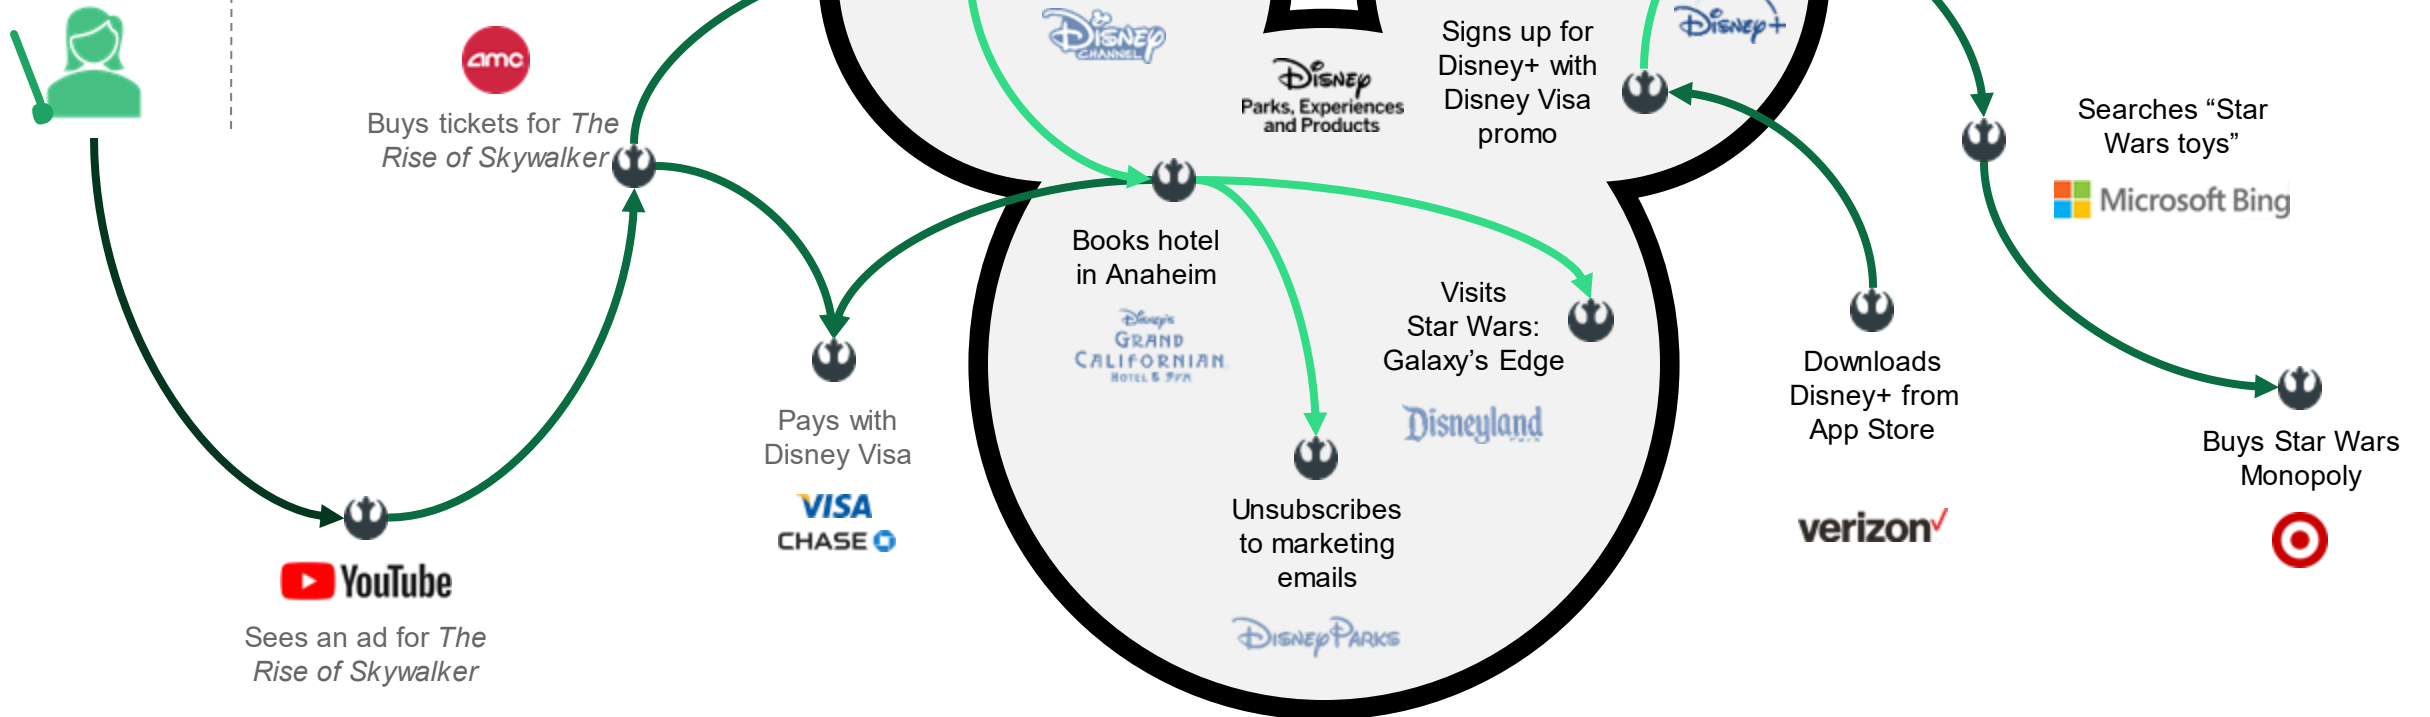 amc
Buys tickets for The
Rise of Skywalker
YouTube
Sees an ad for The
Rise of Skywalker
Pays with
Disney Visa
VISA
CHASE
Disney
CHANNEL
Disney
Parks, Experiences
and Products
Signs up for
Disney+ with
Disney Visa
promo
Disney+
Books hotel
in Anaheim
Disney's
GRAND
CALIFORNIAN
HOTEL & SPA
Visits
Star Wars:
Galaxy’s Edge
Disneyland
Unsubscribes
to marketing
emails
DISNEY PARKS
Downloads
Disney+ from
App Store
verizon
Searches “Star
Wars toys”
Microsoft Bing
Buys Star Wars
Monopoly